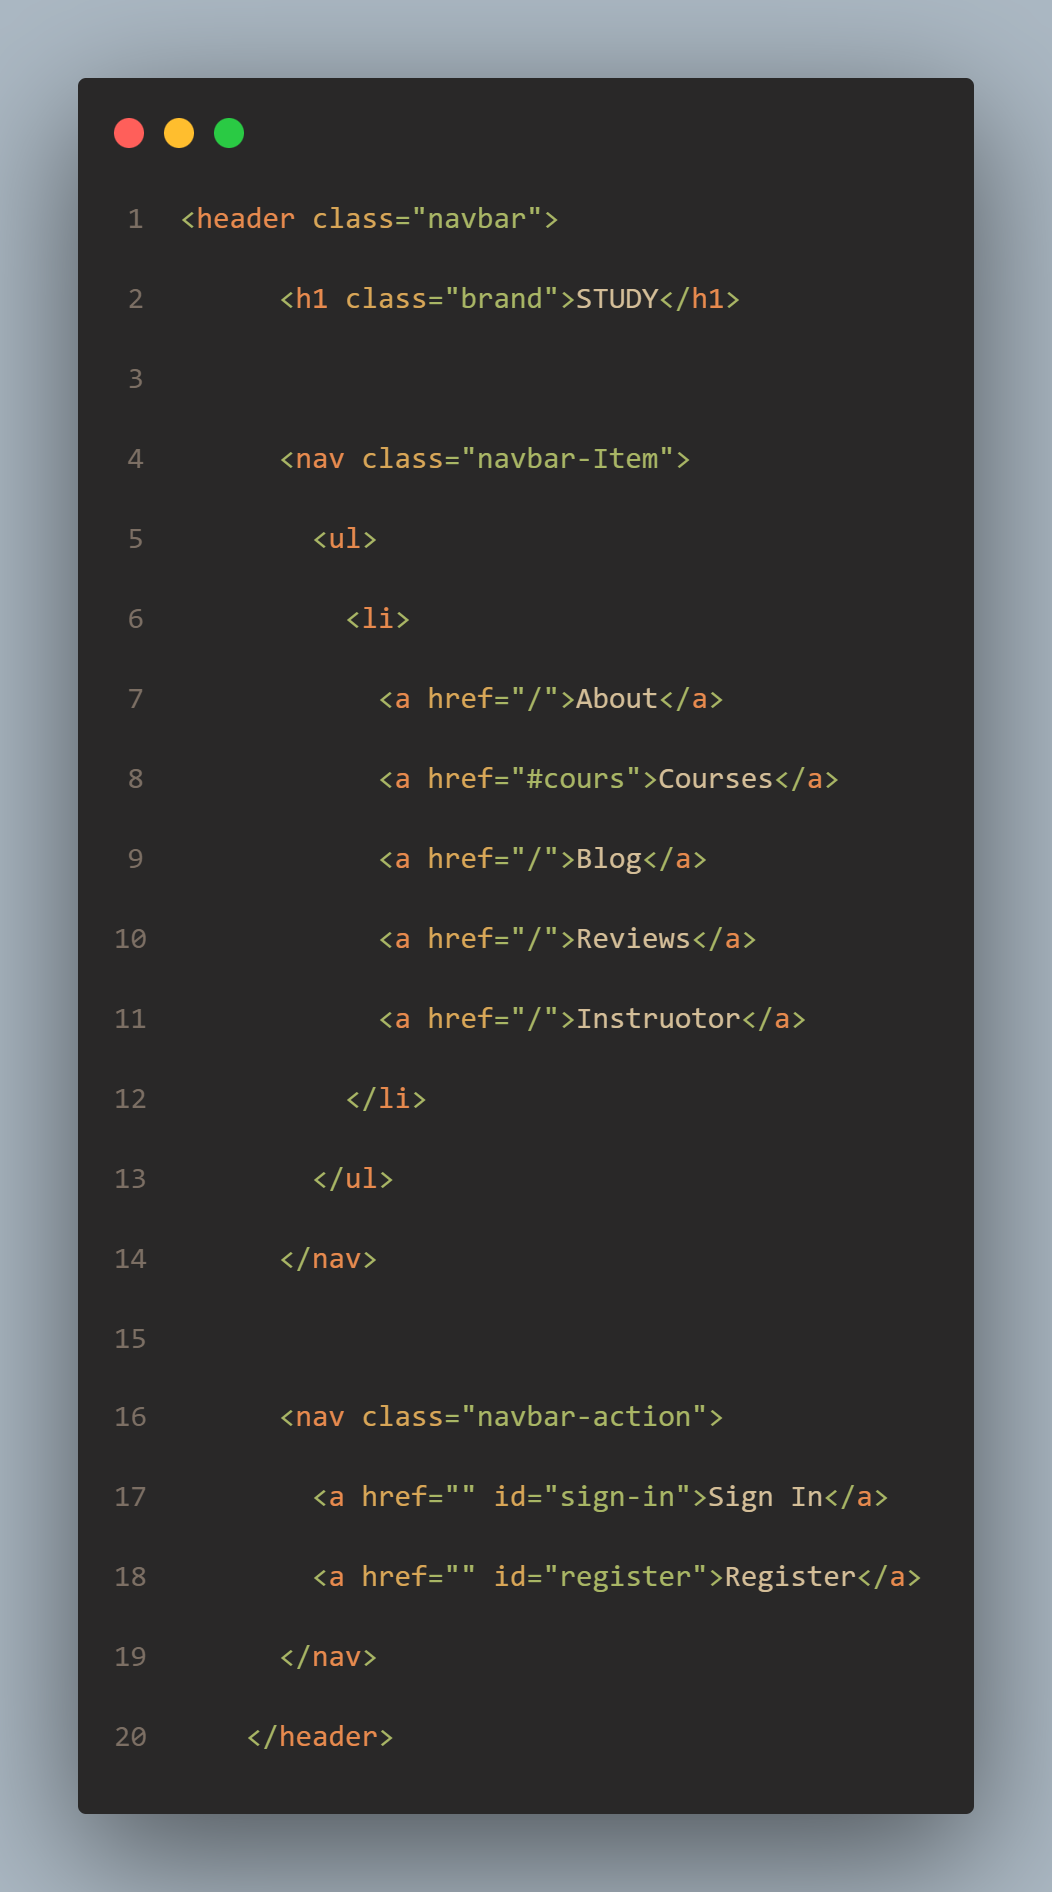 1 <header class="navbar">
2 <h1 class="brand">STUDY</h1>
3
4 <nav class="navbar-Item">
5 <ul>
6 <li>
7 <a href="/">About</a>
8 <a href="#cours">Courses</a>
9 <a href="/">Blog</a>
10 <a href="/">Reviews</a>
11 <a href="/">Instruotor</a>
12 </li>
13 </ul>
14 </nav>
15
16 <nav class="navbar-action">
17 <a href="" id="sign-in">Sign In</a>
18 <a href="" id="register">Register</a>
19 </nav>
20 </header>